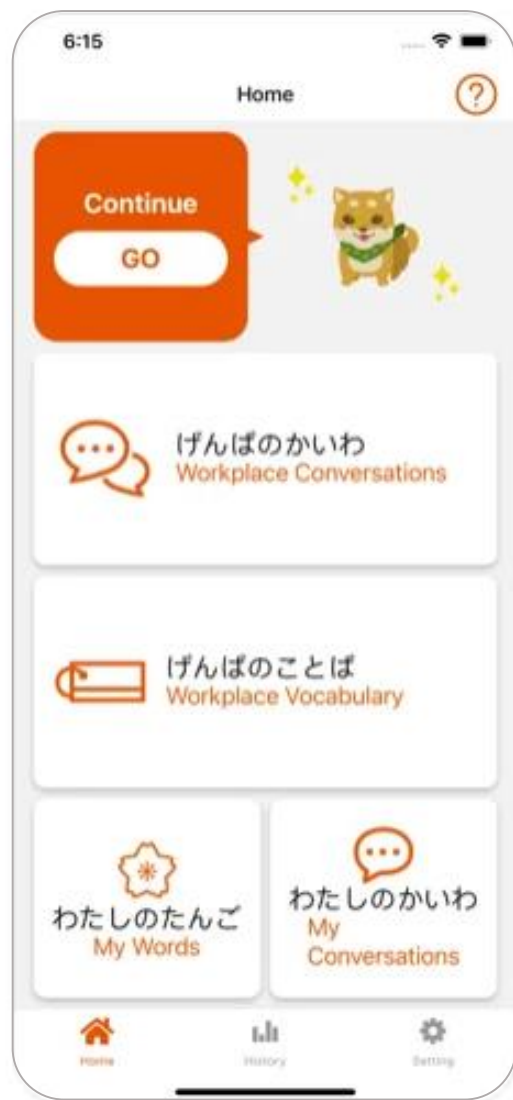 6:15
Home
?
Continue
GO
げんばのかいわ
Workplace Conversations
げんばのことば
Workplace Vocabulary
わたしのたんご
My Words
わたしのかいわ
My
Conversations
Home
History
Setting